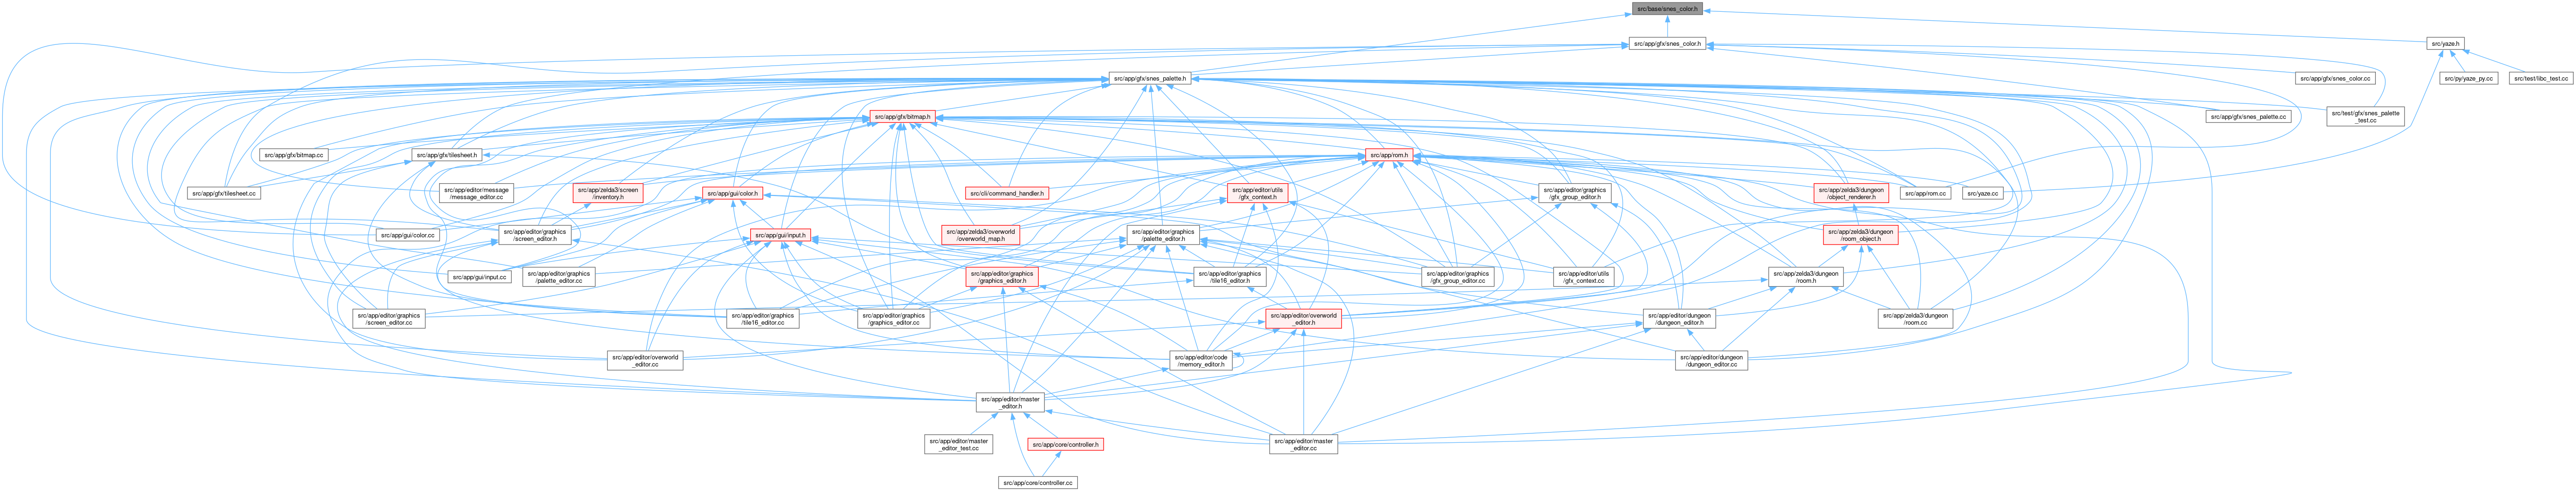 src/base/snes_color.h
src/app/gfx/snes_color.h
src/yaze.h
src/app/gfx/snes_palette.h
src/app/gfx/snes_color.cc
src/py/yaze_py.cc
src/test/libc_test.cc
src/app/gfx/bitmap.h
src/test/gfx/snes_palette
_test.cc
src/app/gfx/snes_palette.cc
src/app/gfx/bitmap.cc
src/app/gfx/tilesheet.h
src/app/rom.h
src/app/gfx/tilesheet.cc
src/app/editor/message
/message_editor.cc
src/app/zelda3/screen
/inventory.h
src/app/gui/color.h
src/cli/command_handler.h
src/app/editor/utils
/gfx_context.h
src/app/editor/graphics
/gfx_group_editor.h
src/app/zelda3/dungeon
/object_renderer.h
src/app/rom.cc
src/yaze.cc
src/app/gui/color.cc
src/app/editor/graphics
/screen_editor.h
src/app/gui/input.h
src/app/zelda3/overworld
/overworld_map.h
src/app/editor/graphics
/palette_editor.h
src/app/zelda3/dungeon
/room_object.h
src/app/gui/input.cc
src/app/editor/graphics
/palette_editor.cc
src/app/editor/graphics
/graphics_editor.h
src/app/editor/graphics
/tile16_editor.h
src/app/editor/graphics
/gfx_group_editor.cc
src/app/editor/utils
/gfx_context.cc
src/app/zelda3/dungeon
/room.h
src/app/editor/graphics
/screen_editor.cc
src/app/editor/graphics
/tile16_editor.cc
src/app/editor/graphics
/graphics_editor.cc
src/app/editor/overworld
_editor.h
src/app/editor/dungeon
/dungeon_editor.h
src/app/zelda3/dungeon
/room.cc
src/app/editor/overworld
_editor.cc
src/app/editor/code
/memory_editor.h
src/app/editor/dungeon
/dungeon_editor.cc
src/app/editor/master
_editor.h
src/app/editor/master
_editor_test.cc
src/app/core/controller.h
src/app/editor/master
_editor.cc
src/app/core/controller.cc